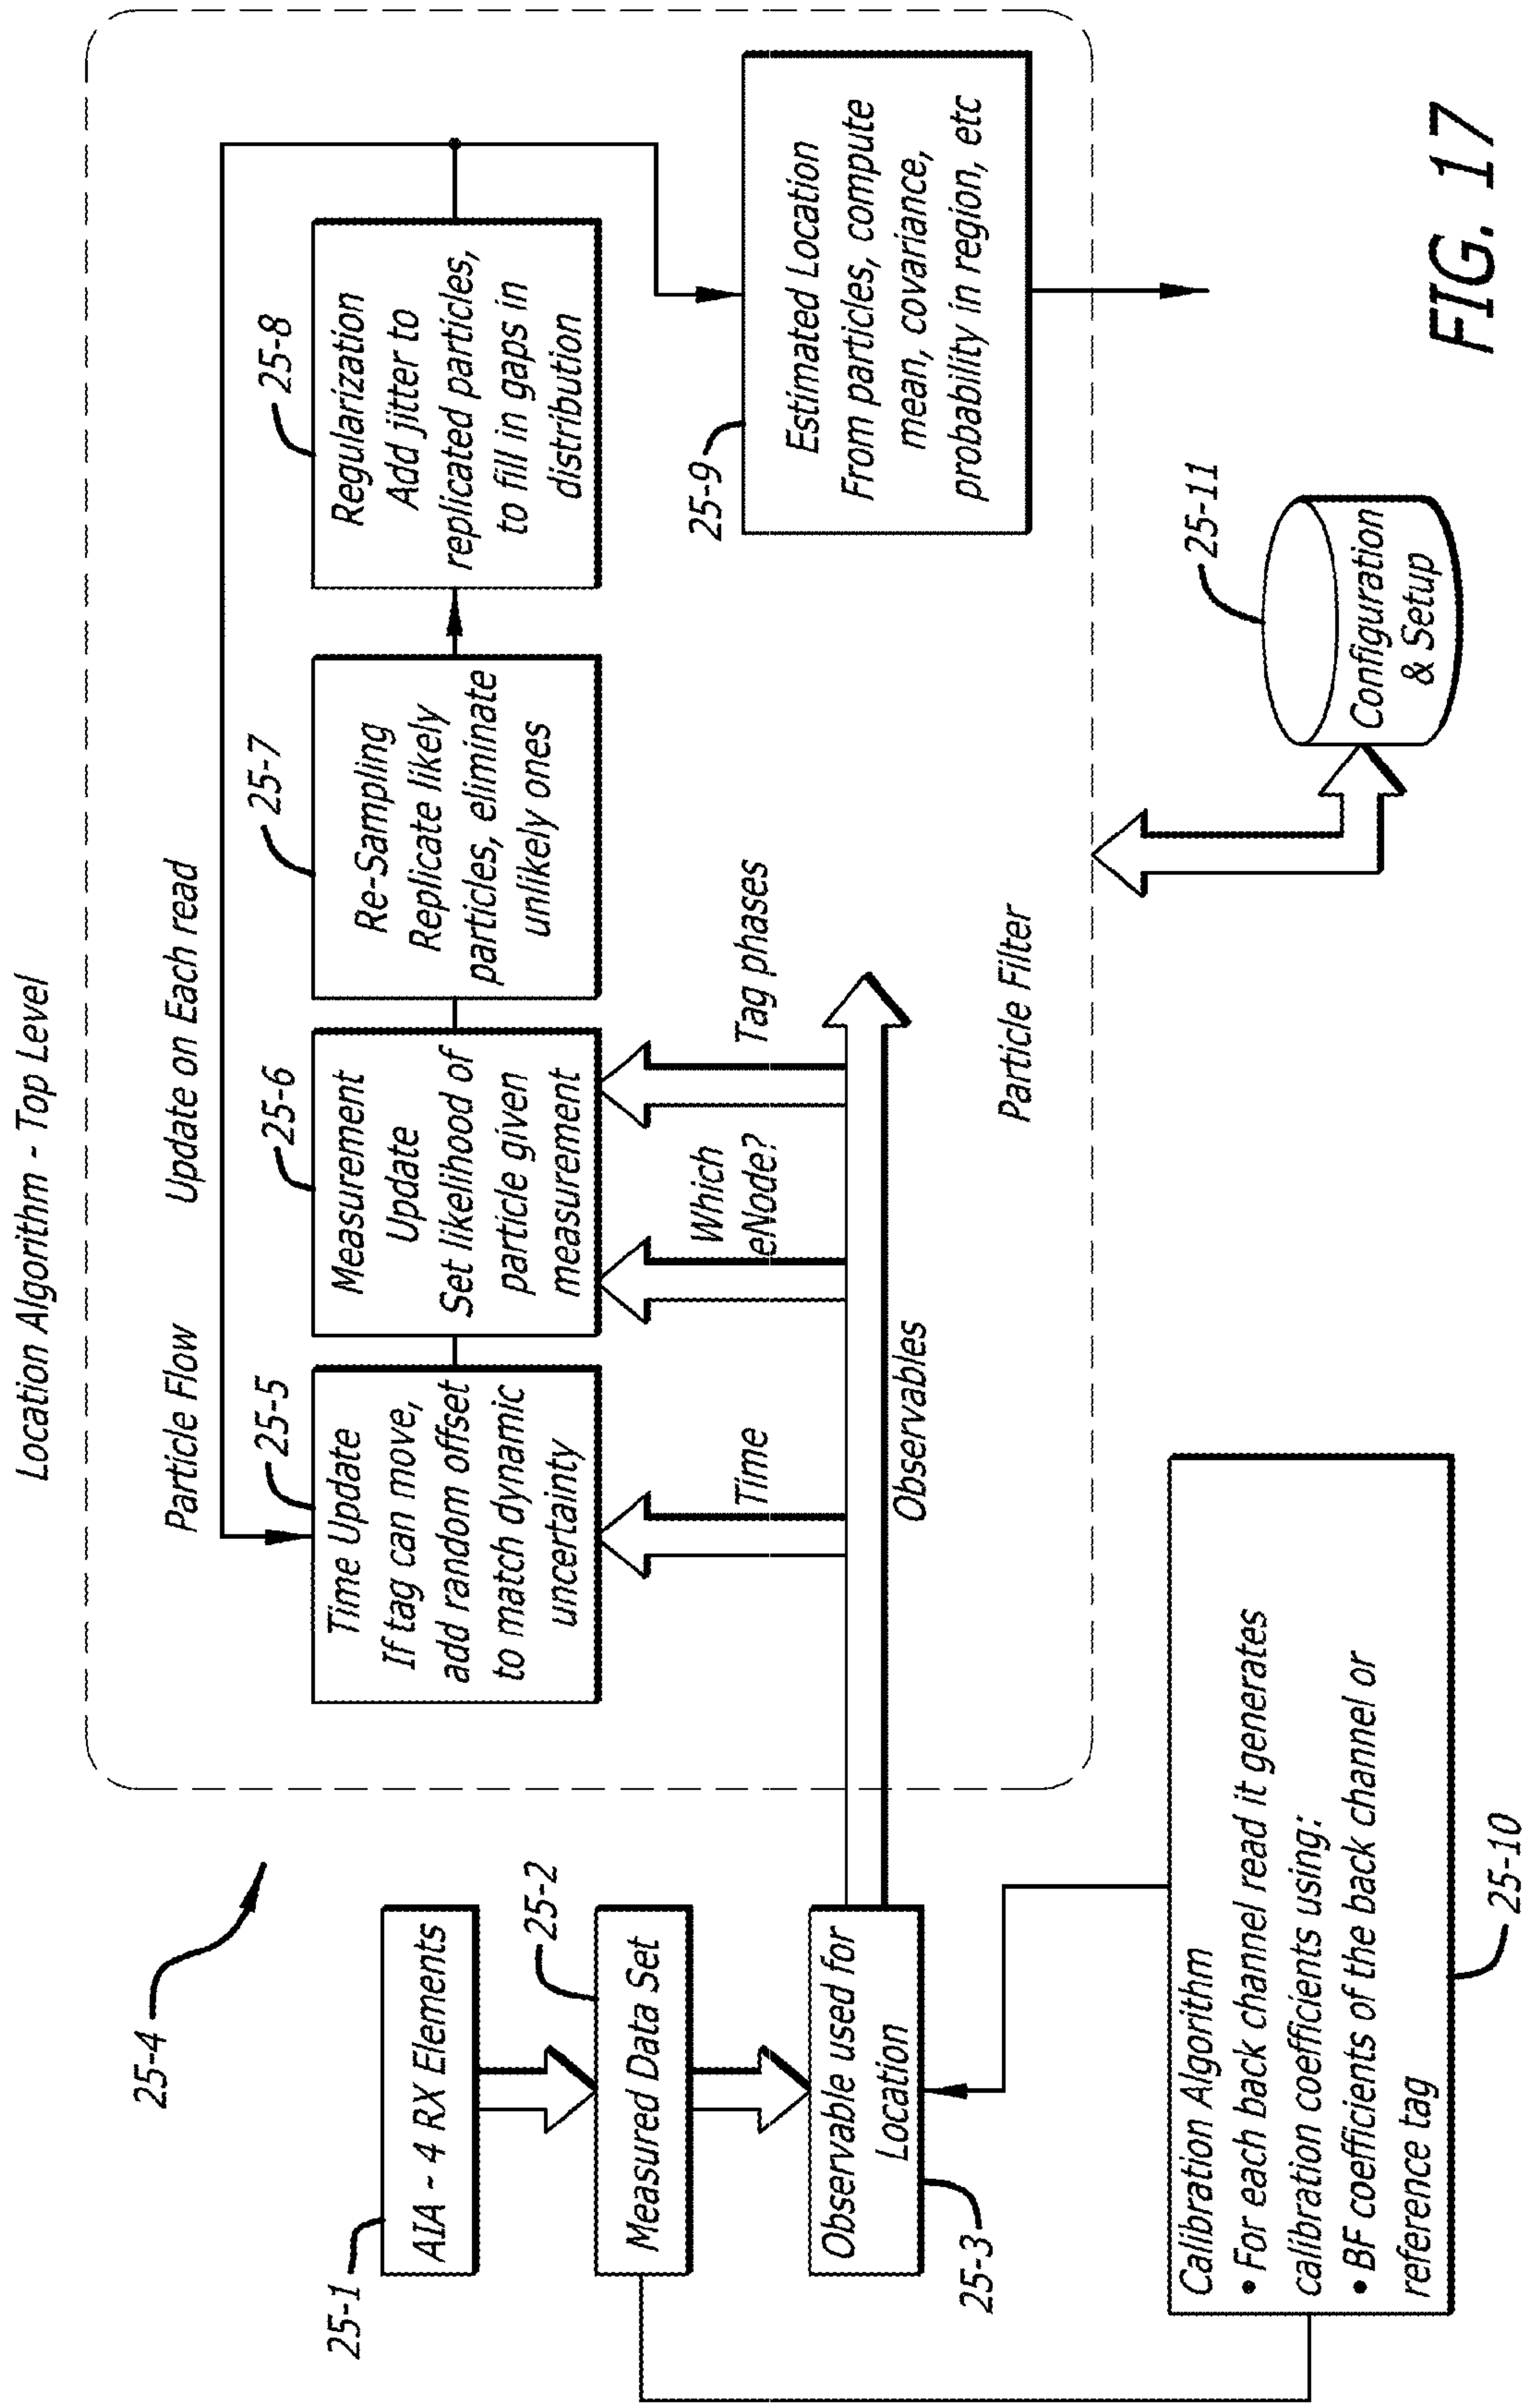 Location Algorithm - Top Level
Particle Flow
Update on Each read
25-4
25-1
AIA - 4 RX Elements
25-2
Measured Data Set
Observable used for
Location
25-3
25-5
Time Update
If tag can move,
add random offset
to match dynamic
uncertainty
25-6
Measurement
Update
Set likelihood of
particle given
measurement
25-7
Re-Sampling
Replicate likely
particles, eliminate
unlikely ones
25-8
Regularization
Add jitter to
replicated particles,
to fill in gaps in
distribution
Time
Which
eNode?
Tag phases
Observables
25-9
Estimated Location
From particles, compute
mean, covariance,
probability in region, etc
Particle Filter
Calibration Algorithm
• For each back channel read it generates
calibration coefficients using:
• BF coefficients of the back channel or
reference tag
25-10
25-11
Configuration
& Setup
FIG. 17